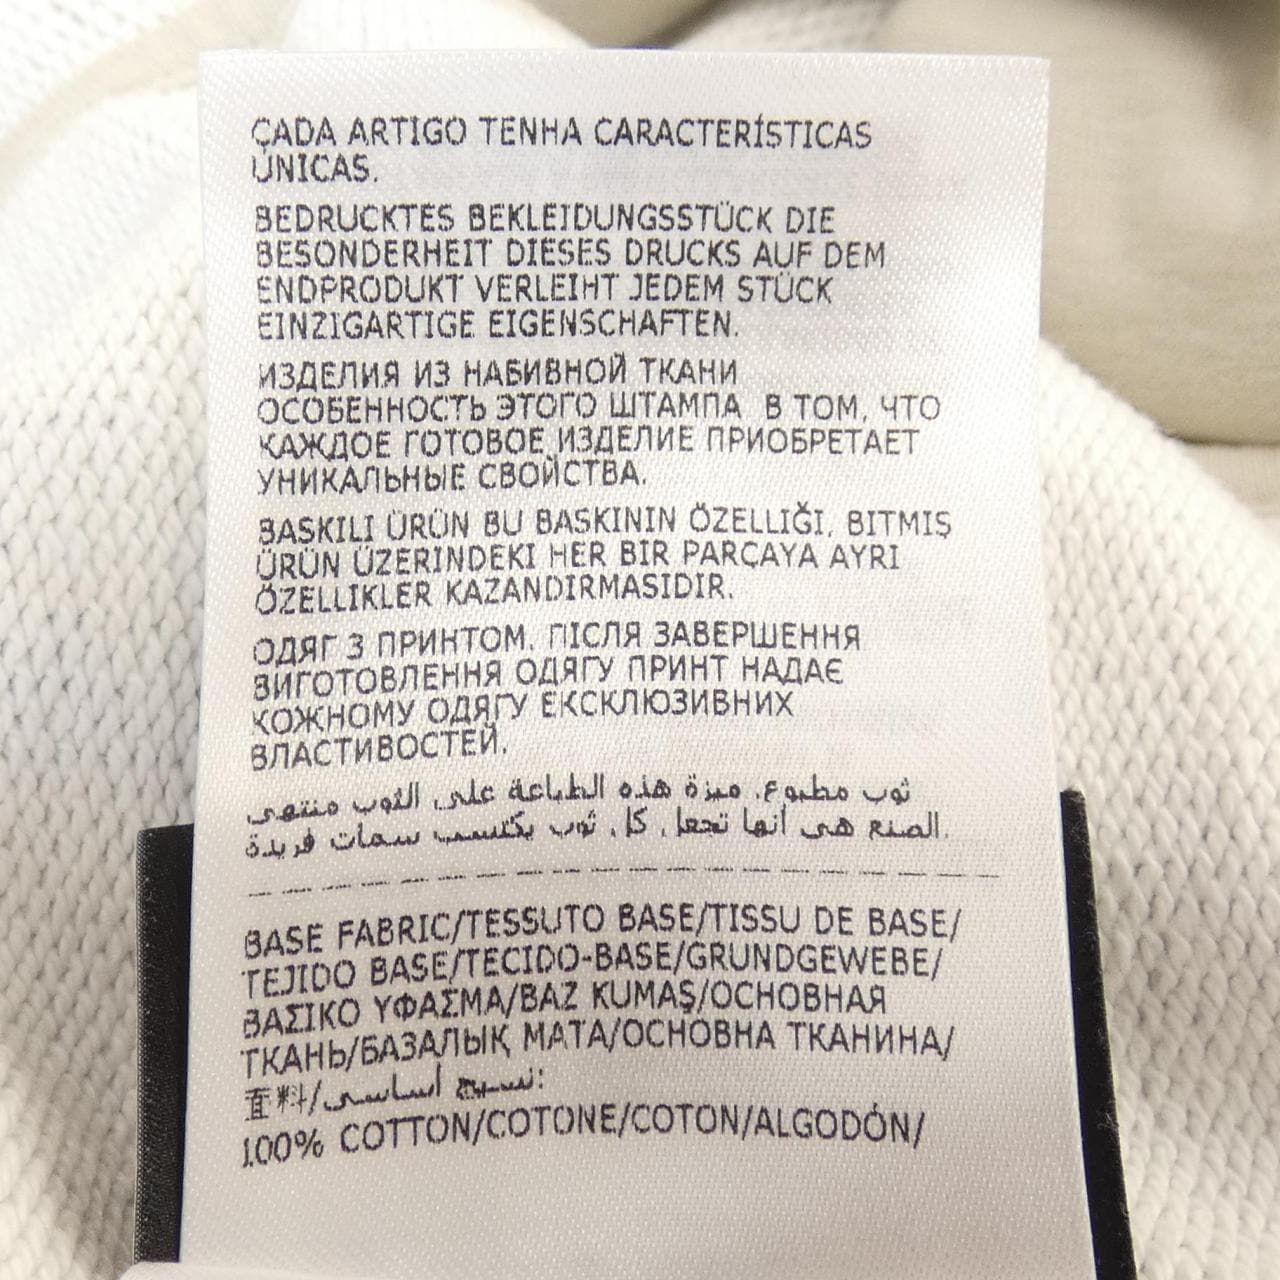 CADA ARTIGO TENHA CARACTERÍSTICAS
ÚNICAS.
BEDRUCKTES BEKLEIDUNGSSTÜCK DIE
BESONDERHEIT DIESES DRUCKS AUF DEM
ENDPRODUKT VERLEIHT JEDEM STÜCK
EINZIGARTIGE EIGENSCHAFTEN.
ИЗДЕЛИЯ ИЗ НАБИВНОЙ ТКАНИ
ОСОБЕННОСТЬ ЭТОГО ШТАМПА В ТОМ, ЧТО
КАЖДОЕ ГОТОВОЕ ИЗДЕЛИЕ ПРИОБРЕТАЕТ
УНИКАЛЬНЫЕ СВОЙСТВА.
BASKILI ÜRÜN BU BASKININ ÖZELLIĞI, BITMIŞ
ÜRÜN ÜZERINDEKI HER BIR PARÇAYA AYRI
ÖZELLIKLER KAZANDIRMASIDIR.
ОДЯГ З ПРИНТОМ. ПІСЛЯ ЗАВЕРШЕННЯ
ВИГОТОВЛЕННЯ ОДЯГУ ПРИНТ НАДАЄ
КОЖНОМУ ОДЯГУ ЕКСКЛЮЗИВНИХ
ВЛАСТИВОСТЕЙ.
ثوب مطبوع. ميزة هذه الطباعة على الثوب منتهى
الصنع هى أنها تجعل كل ثوب يكتسب سمات فريدة.
BASE FABRIC/TESSUTO BASE/TISSU DE BASE/
TEJIDO BASE/TECIDO-BASE/GRUNDGEWEBE/
ΒΑΣΙΚΟ ΥΦΑΣΜΑ/BAZ KUMAŞ/ОСНОВНАЯ
ТКАНЬ/БАЗАЛЫҚ МАТА/ОСНОВНА ТКАНИНА/
面料/نسيج أساسى:
100% COTTON/COTONE/COTON/ALGODÓN/